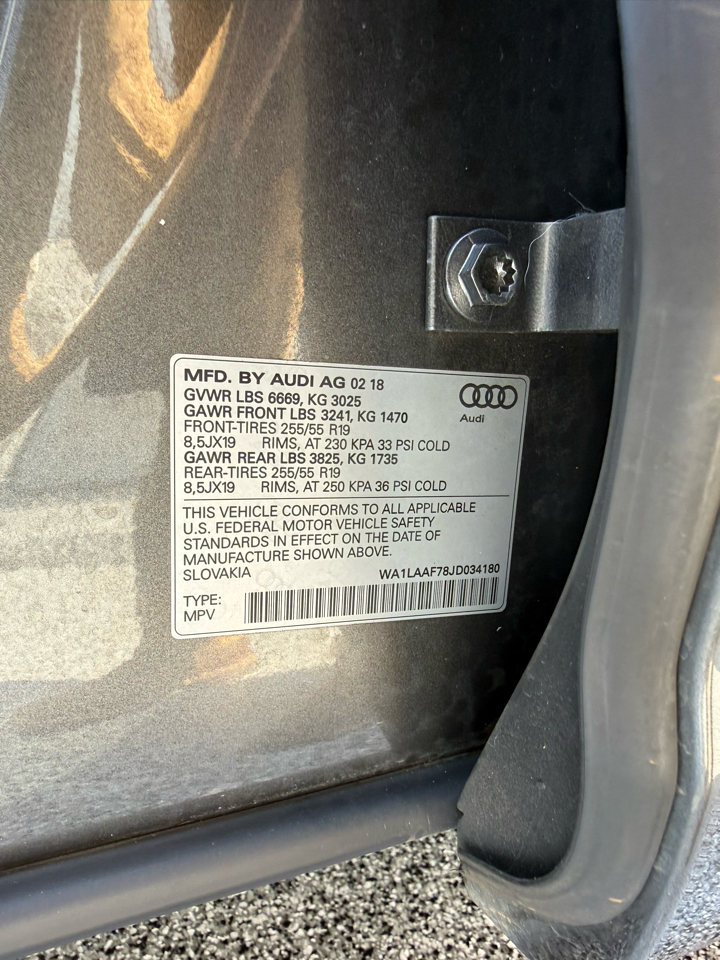 MFD. BY AUDI AG 02 18
GVWR LBS 6669, KG 3025
GAWR FRONT LBS 3241, KG 1470
FRONT-TIRES 255/55 R19
8,5JX19 RIMS, AT 230 KPA 33 PSI COLD
GAWR REAR LBS 3825, KG 1735
REAR-TIRES 255/55 R19
8,5JX19 RIMS, AT 250 KPA 36 PSI COLD
Audi
THIS VEHICLE CONFORMS TO ALL APPLICABLE
U.S. FEDERAL MOTOR VEHICLE SAFETY
STANDARDS IN EFFECT ON THE DATE OF
MANUFACTURE SHOWN ABOVE.
SLOVAKIA WA1LAAF78JD034180
TYPE:
MPV